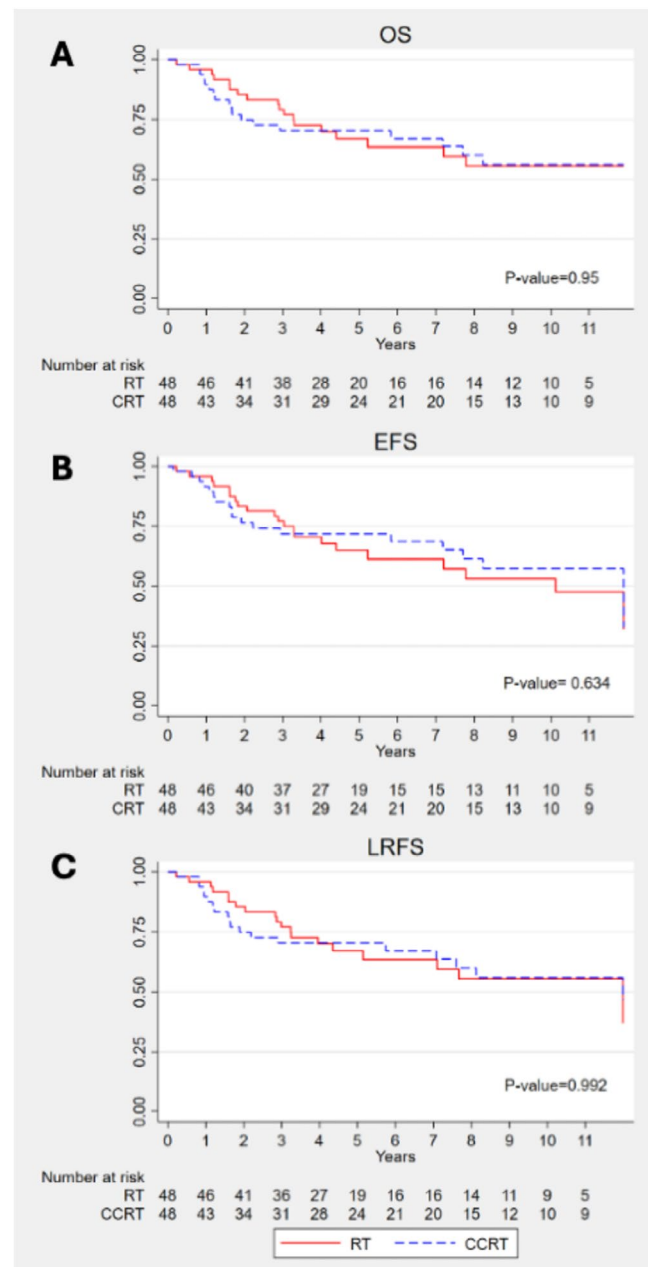 A
OS
1.00
0.75
0.50
0.25
0.00
P-value=0.95
0 1 2 3 4 5 6 7 8 9 10 11
Years
Number at risk
RT 48 46 41 38 28 20 16 16 14 12 10 5
CRT 48 43 34 31 29 24 21 20 15 13 10 9
B
EFS
1.00
0.75
0.50
0.25
0.00
P-value= 0.634
0 1 2 3 4 5 6 7 8 9 10 11
Years
Number at risk
RT 48 46 40 37 27 19 15 15 13 11 10 5
CRT 48 43 34 31 29 24 21 20 15 13 10 9
C
LRFS
1.00
0.75
0.50
0.25
0.00
P-value=0.992
0 1 2 3 4 5 6 7 8 9 10 11
Years
Number at risk
RT 48 46 41 36 27 19 16 16 14 11 9 5
CCRT 48 43 34 31 28 24 21 20 15 12 10 9
RT CCRT